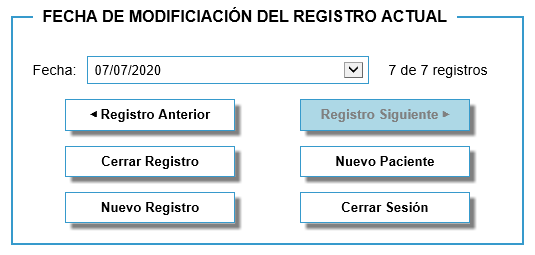 FECHA DE MODIFICIACIÓN DEL REGISTRO ACTUAL
Fecha: 07/07/2020 7 de 7 registros
◄ Registro Anterior Registro Siguiente ►
Cerrar Registro Nuevo Paciente
Nuevo Registro Cerrar Sesión